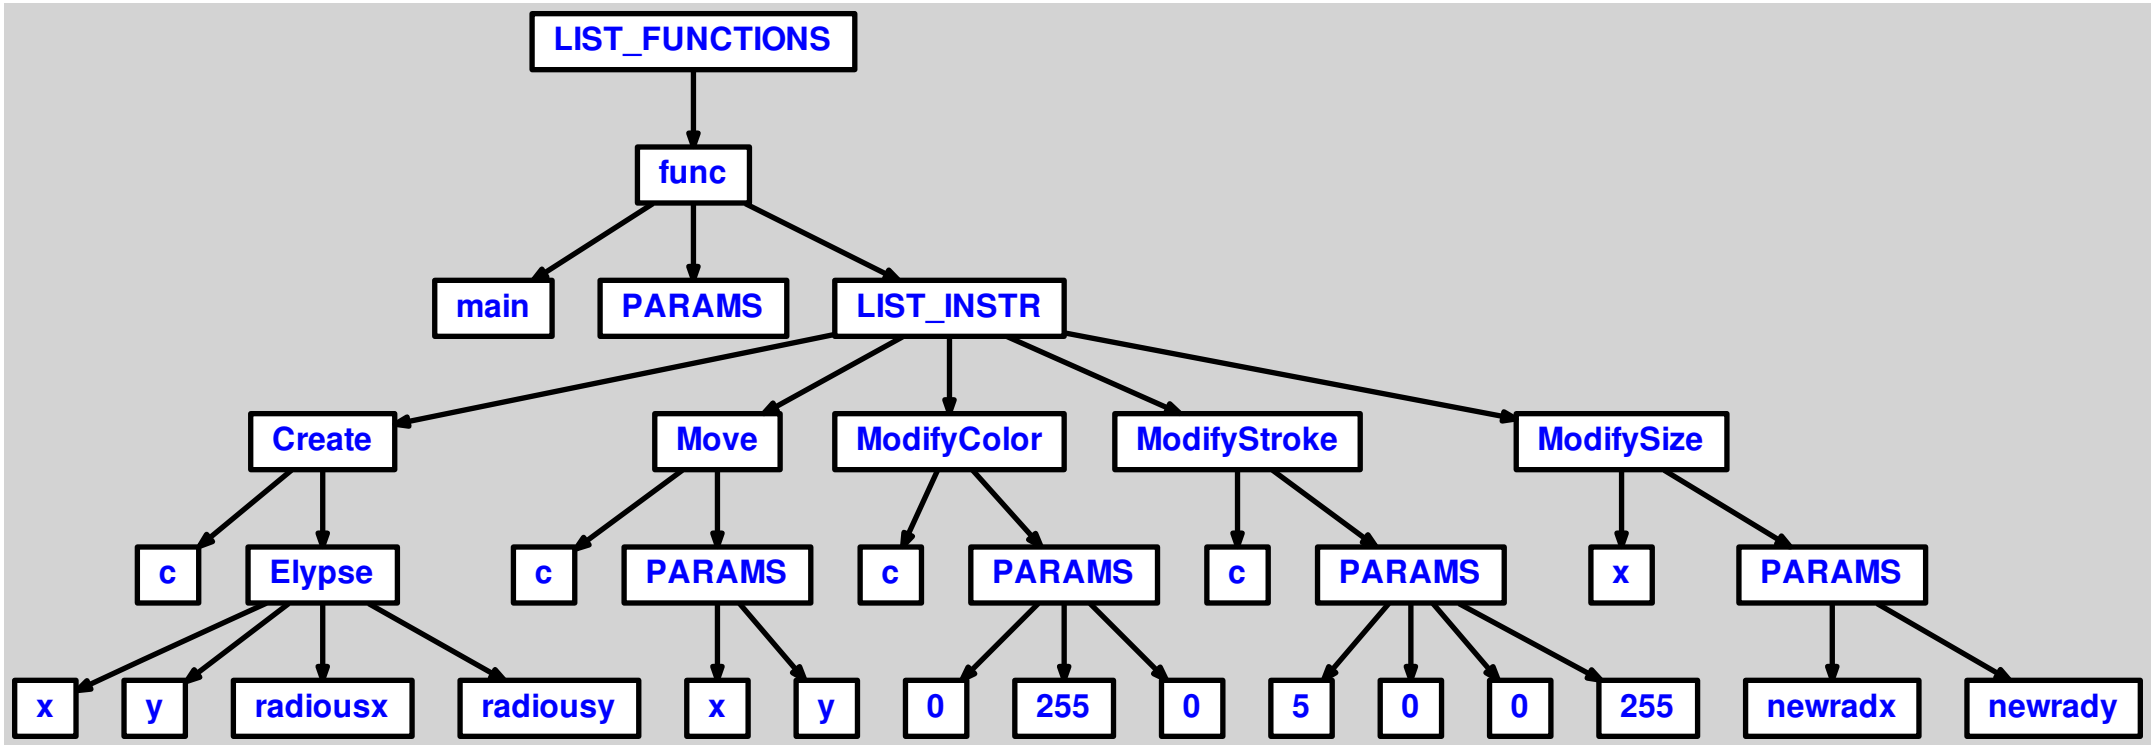 LIST_FUNCTIONS
func
main PARAMS LIST_INSTR
Create Move ModifyColor ModifyStroke ModifySize
c Elypse c PARAMS c PARAMS c PARAMS x PARAMS
x y radiousx radiousy x y 0 255 0 5 0 0 255 newradx newrady